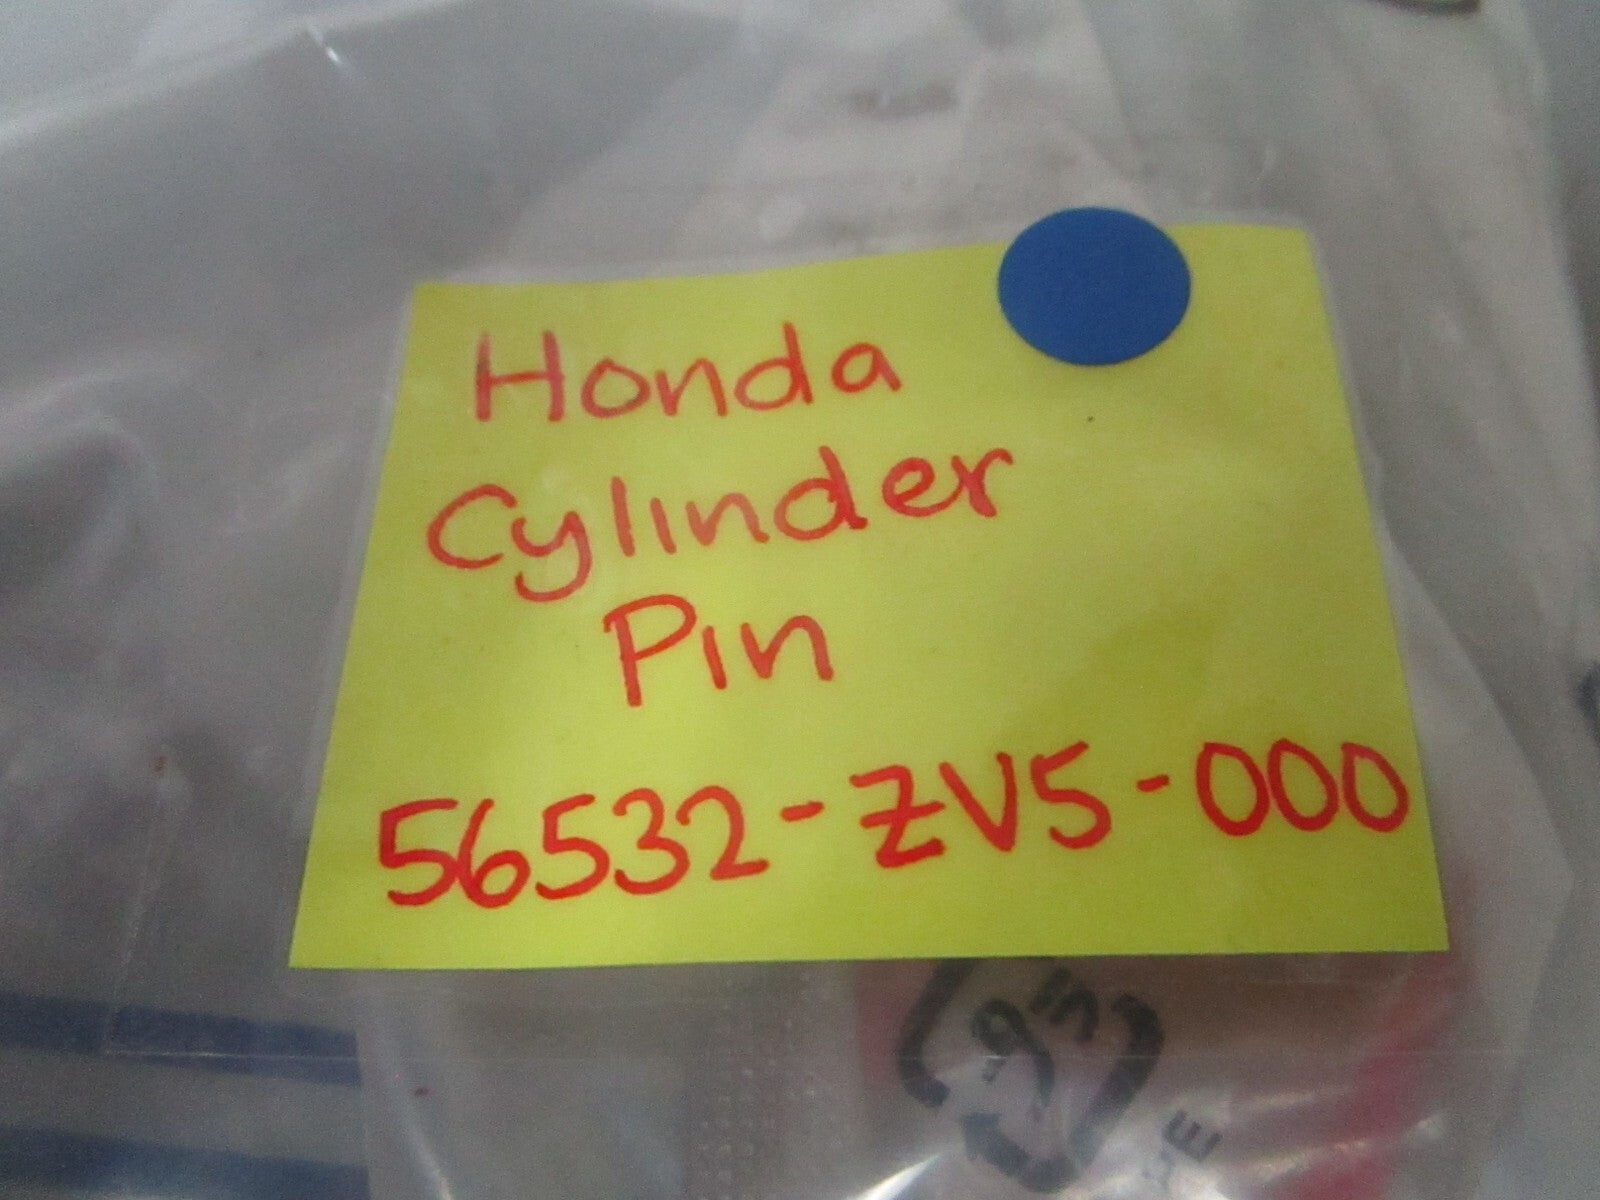 Honda
Cylinder
Pin
56532-ZV5-000